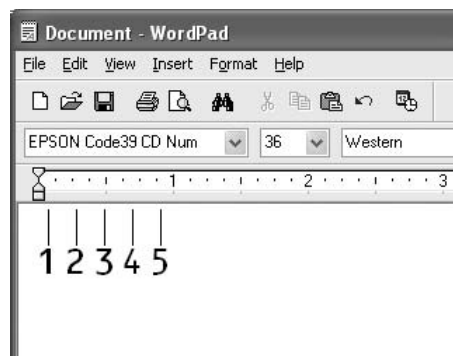 Document - WordPad
File Edit View Insert Format Help
EPSON Code39 CD Num 36 Western
1 2 3
1 2 3 4 5